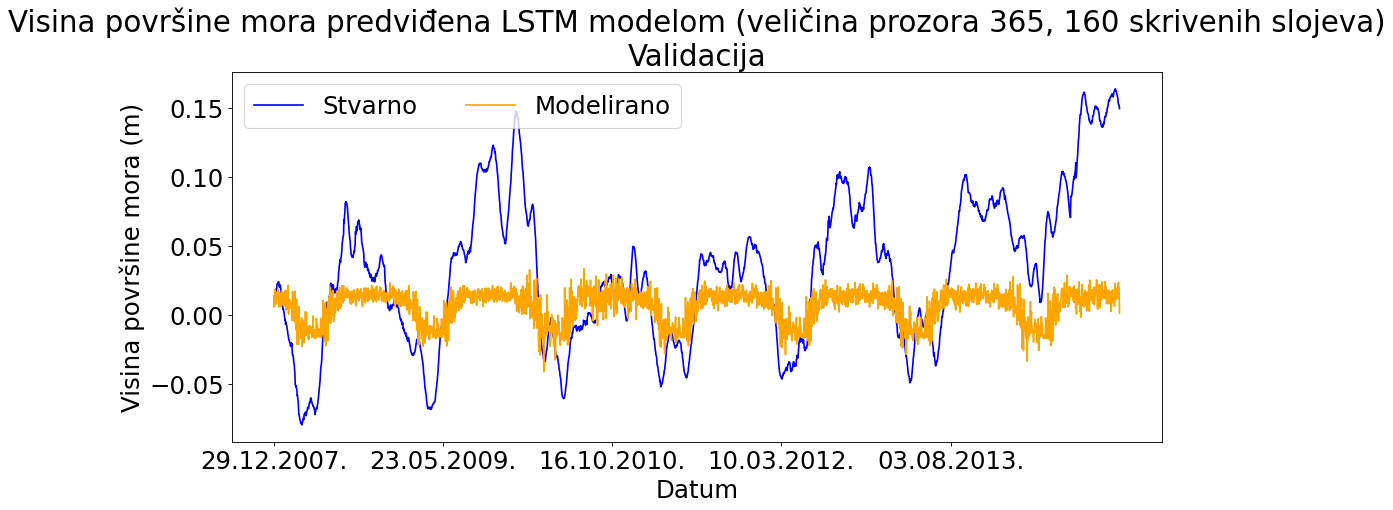 Visina površine mora predviđena LSTM modelom (veličina prozora 365, 160 skrivenih slojeva)
Validacija
Stvarno
Modelirano
Visina površine mora (m)
0.15
0.10
0.05
0.00
−0.05
29.12.2007.
23.05.2009.
16.10.2010.
10.03.2012.
03.08.2013.
Datum